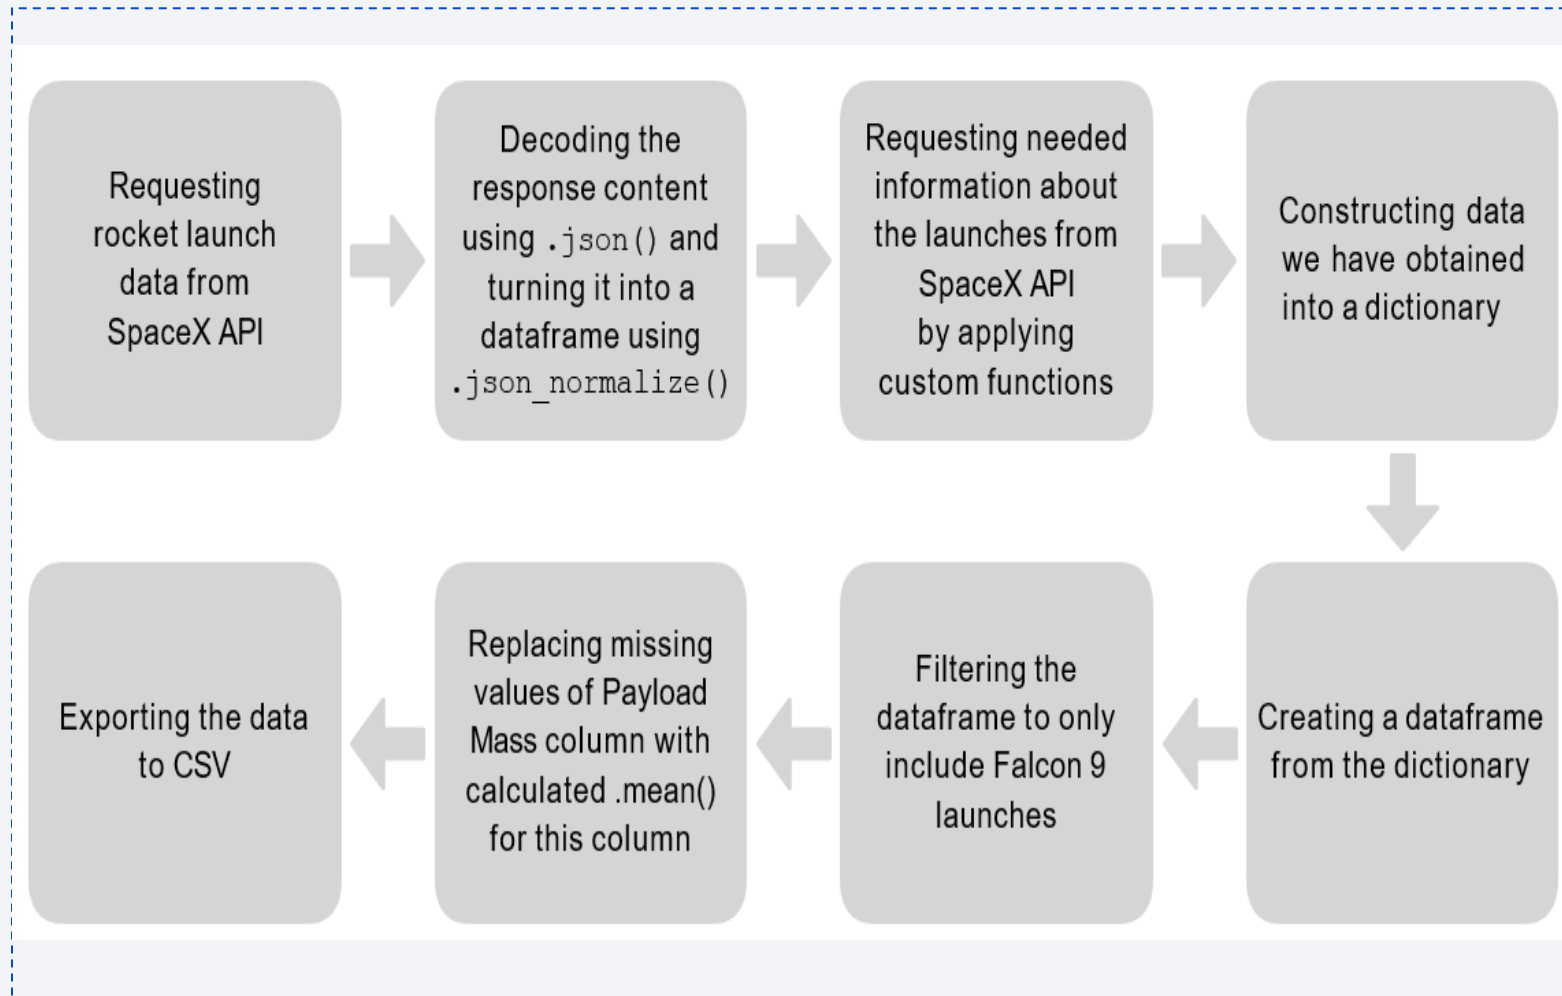 Requesting
rocket launch
data from
SpaceX API
Decoding the
response content
using .json() and
turning it into a
dataframe using
.json_normalize()
Requesting needed
information about
the launches from
SpaceX API
by applying
custom functions
Constructing data
we have obtained
into a dictionary
Creating a dataframe
from the dictionary
Filtering the
dataframe to only
include Falcon 9
launches
Replacing missing
values of Payload
Mass column with
calculated .mean()
for this column
Exporting the data
to CSV